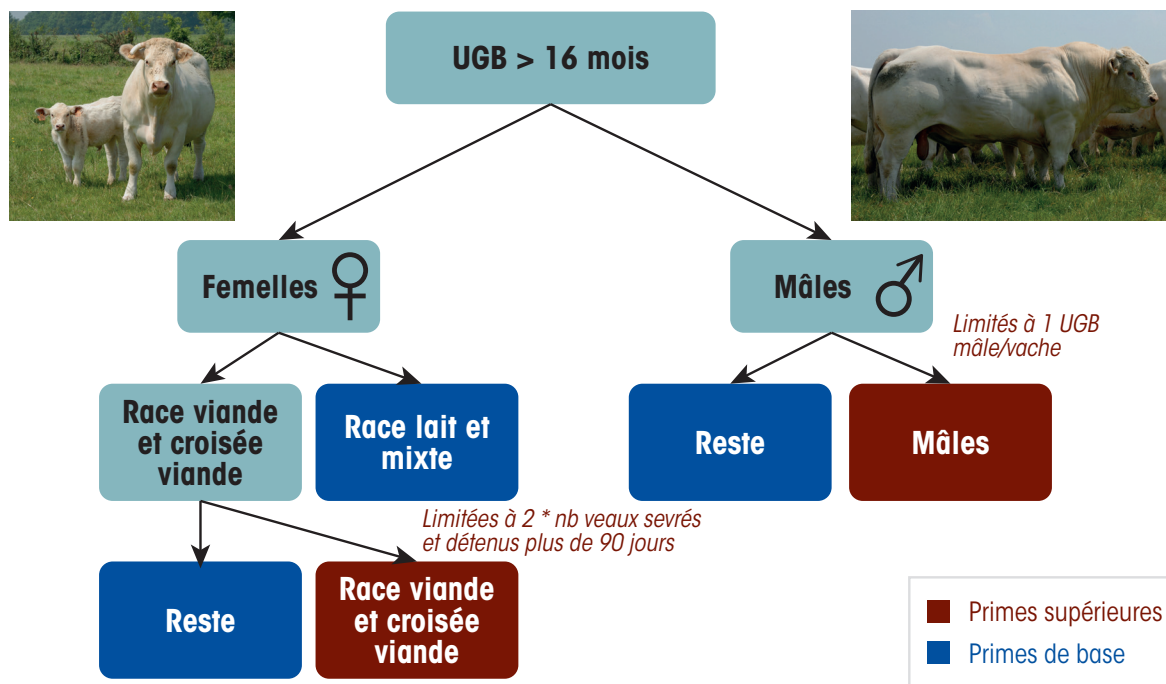 UGB > 16 mois
Femelles
Mâles
Limités à 1 UGB
mâle/vache
Race viande
et croisée
viande
Race lait et
mixte
Reste
Mâles
Limitées à 2 * nb veaux sevrés
et détenus plus de 90 jours
Reste
Race viande
et croisée
viande
Primes supérieures
Primes de base